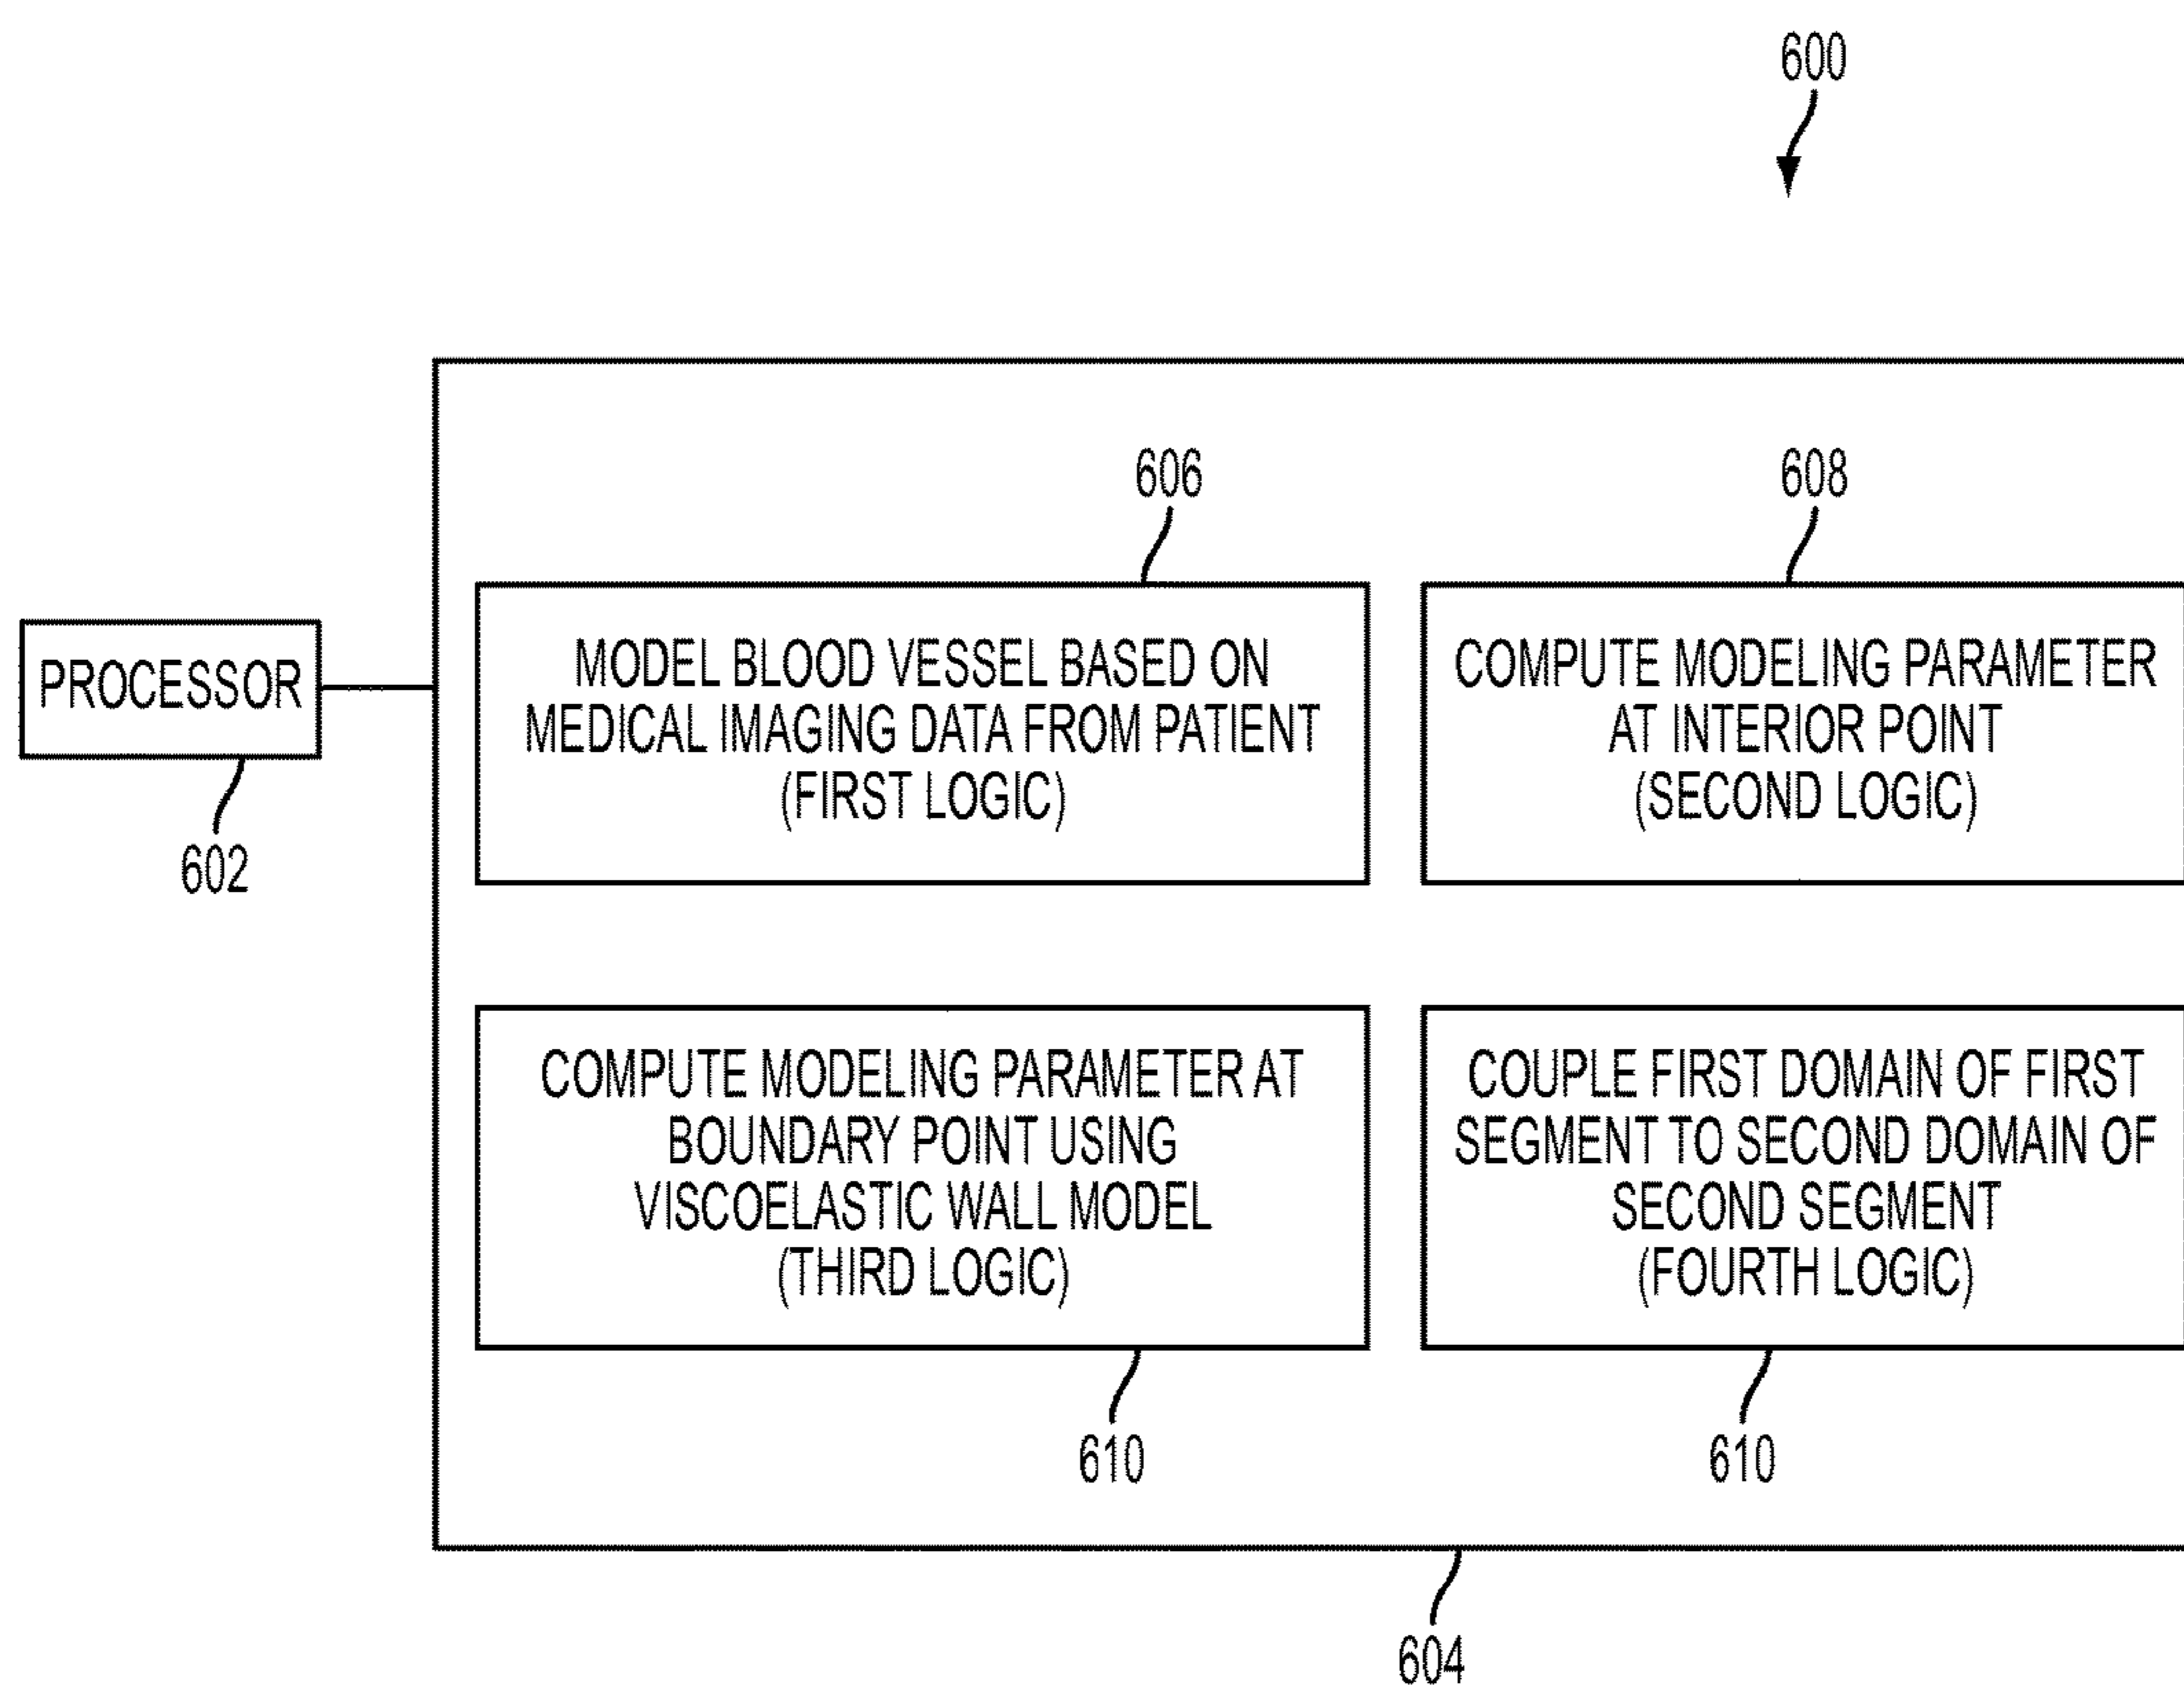 600
606
608
PROCESSOR
602
MODEL BLOOD VESSEL BASED ON
MEDICAL IMAGING DATA FROM PATIENT
(FIRST LOGIC)
COMPUTE MODELING PARAMETER
AT INTERIOR POINT
(SECOND LOGIC)
COMPUTE MODELING PARAMETER AT
BOUNDARY POINT USING
VISCOELASTIC WALL MODEL
(THIRD LOGIC)
COUPLE FIRST DOMAIN OF FIRST
SEGMENT TO SECOND DOMAIN OF
SECOND SEGMENT
(FOURTH LOGIC)
610
610
604